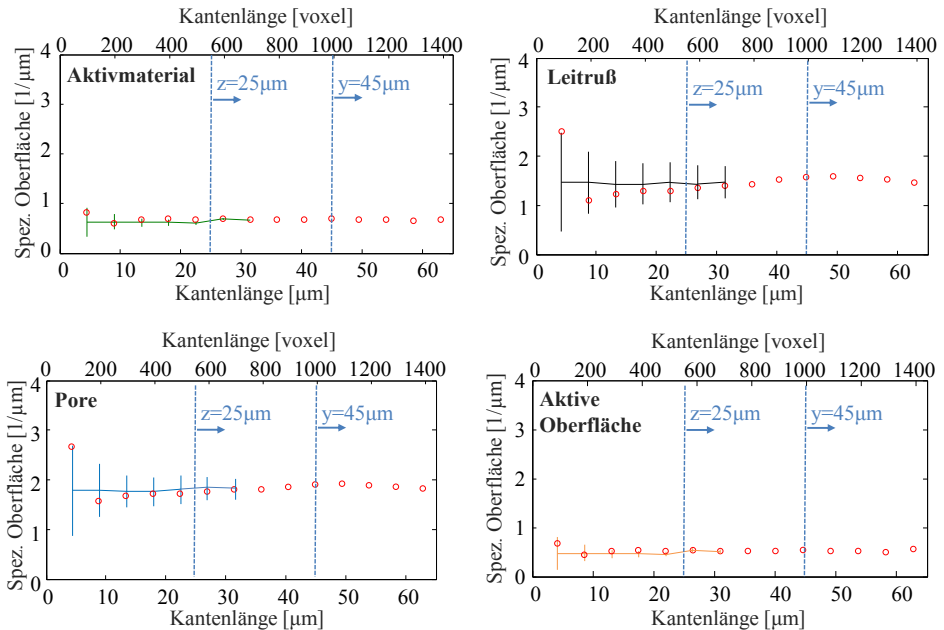 Kantenlänge [voxel]
0 200 400 600 800 1000 1200 1400
Spez. Oberfläche [1/µm]
4
3
2
1
0
Aktivmaterial
z=25µm
y=45µm
0 10 20 30 40 50 60
Kantenlänge [µm]
Kantenlänge [voxel]
0 200 400 600 800 1000 1200 1400
Spez. Oberfläche [1/µm]
4
3
2
1
0
Leitruß
z=25µm
y=45µm
0 10 20 30 40 50 60
Kantenlänge [µm]
Kantenlänge [voxel]
0 200 400 600 800 1000 1200 1400
Spez. Oberfläche [1/µm]
4
3
2
1
0
Pore
z=25µm
y=45µm
0 10 20 30 40 50 60
Kantenlänge [µm]
Kantenlänge [voxel]
0 200 400 600 800 1000 1200 1400
Spez. Oberfläche [1/µm]
4
3
2
1
0
Aktive
Oberfläche
z=25µm
y=45µm
0 10 20 30 40 50 60
Kantenlänge [µm]